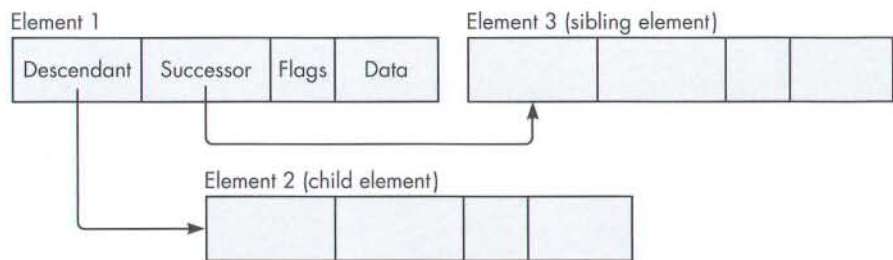 Element 1
Element 3 (sibling element)
Descendant Successor Flags Data
Element 2 (child element)